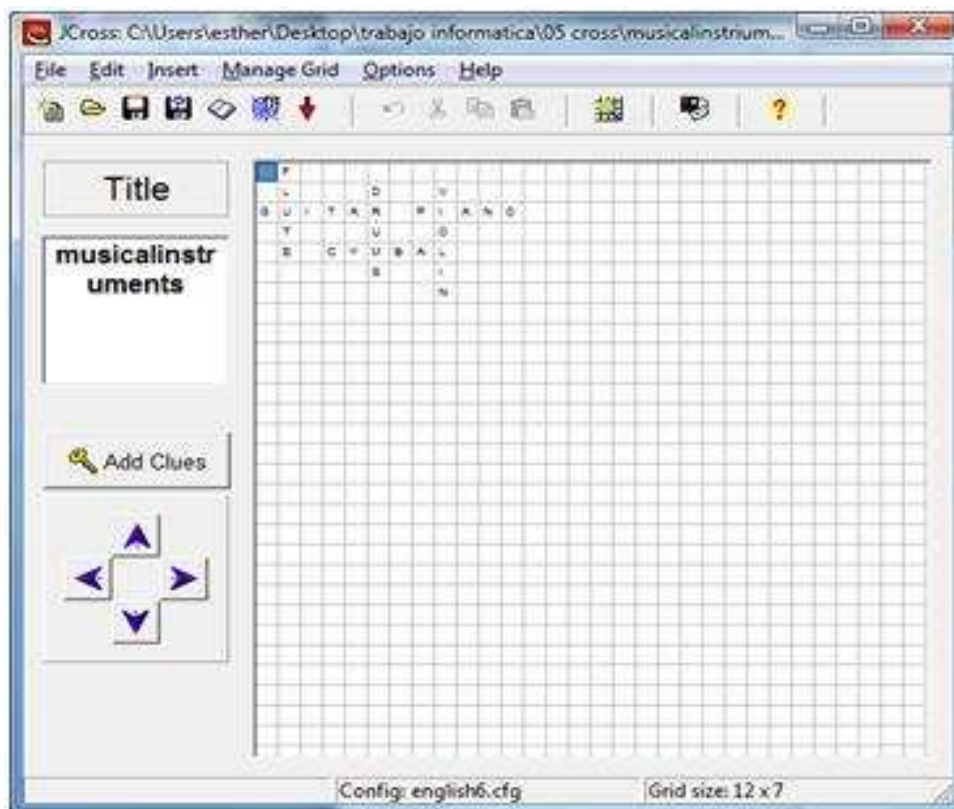 JCross: C:\Users\esther\Desktop\trabajo informatica\05 cross\musicalinstrium...
File Edit Insert Manage Grid Options Help
Title
musicalinstr
uments
F
L D V
G U I T A R P I A N O
T U O
E C Y M B A L
S I
N
Add Clues
Config: english6.cfg Grid size: 12 x 7